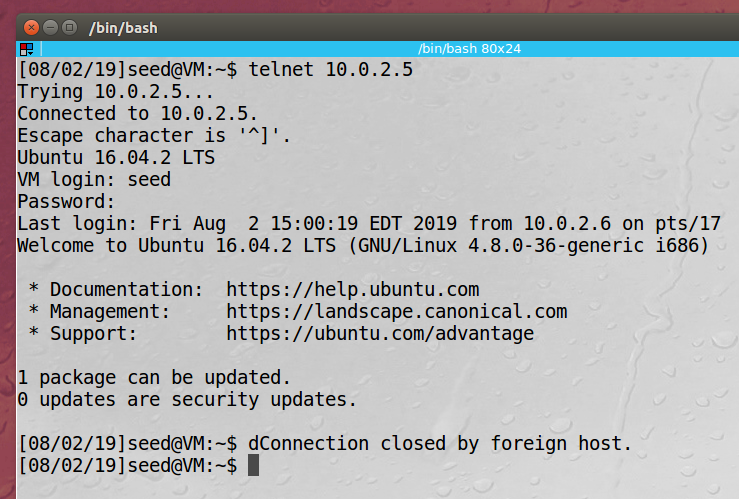 /bin/bash
/bin/bash 80x24
[08/02/19]seed@VM:~$ telnet 10.0.2.5
Trying 10.0.2.5...
Connected to 10.0.2.5.
Escape character is '^]'.
Ubuntu 16.04.2 LTS
VM login: seed
Password:
Last login: Fri Aug  2 15:00:19 EDT 2019 from 10.0.2.6 on pts/17
Welcome to Ubuntu 16.04.2 LTS (GNU/Linux 4.8.0-36-generic i686)
 * Documentation:  https://help.ubuntu.com
 * Management:     https://landscape.canonical.com
 * Support:        https://ubuntu.com/advantage
1 package can be updated.
0 updates are security updates.
[08/02/19]seed@VM:~$ dConnection closed by foreign host.
[08/02/19]seed@VM:~$